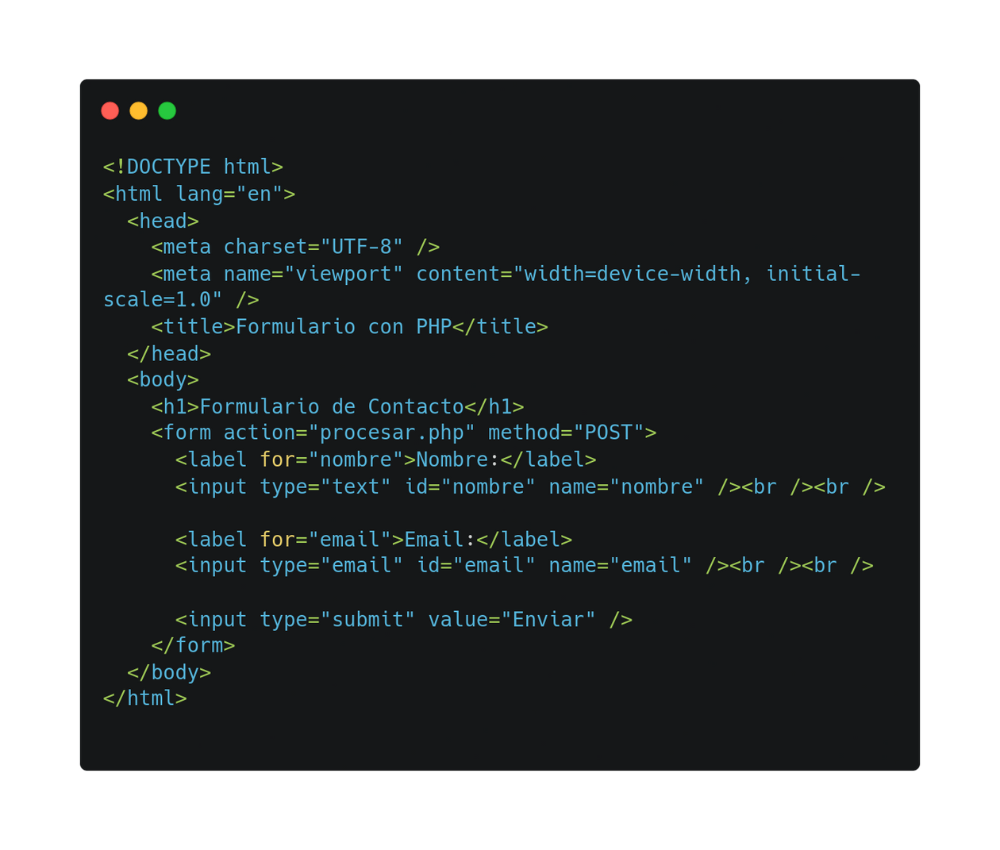 <!DOCTYPE html>
<html lang="en">
  <head>
    <meta charset="UTF-8" />
    <meta name="viewport" content="width=device-width, initial-
scale=1.0" />
    <title>Formulario con PHP</title>
  </head>
  <body>
    <h1>Formulario de Contacto</h1>
    <form action="procesar.php" method="POST">
      <label for="nombre">Nombre:</label>
      <input type="text" id="nombre" name="nombre" /><br /><br />

      <label for="email">Email:</label>
      <input type="email" id="email" name="email" /><br /><br />

      <input type="submit" value="Enviar" />
    </form>
  </body>
</html>